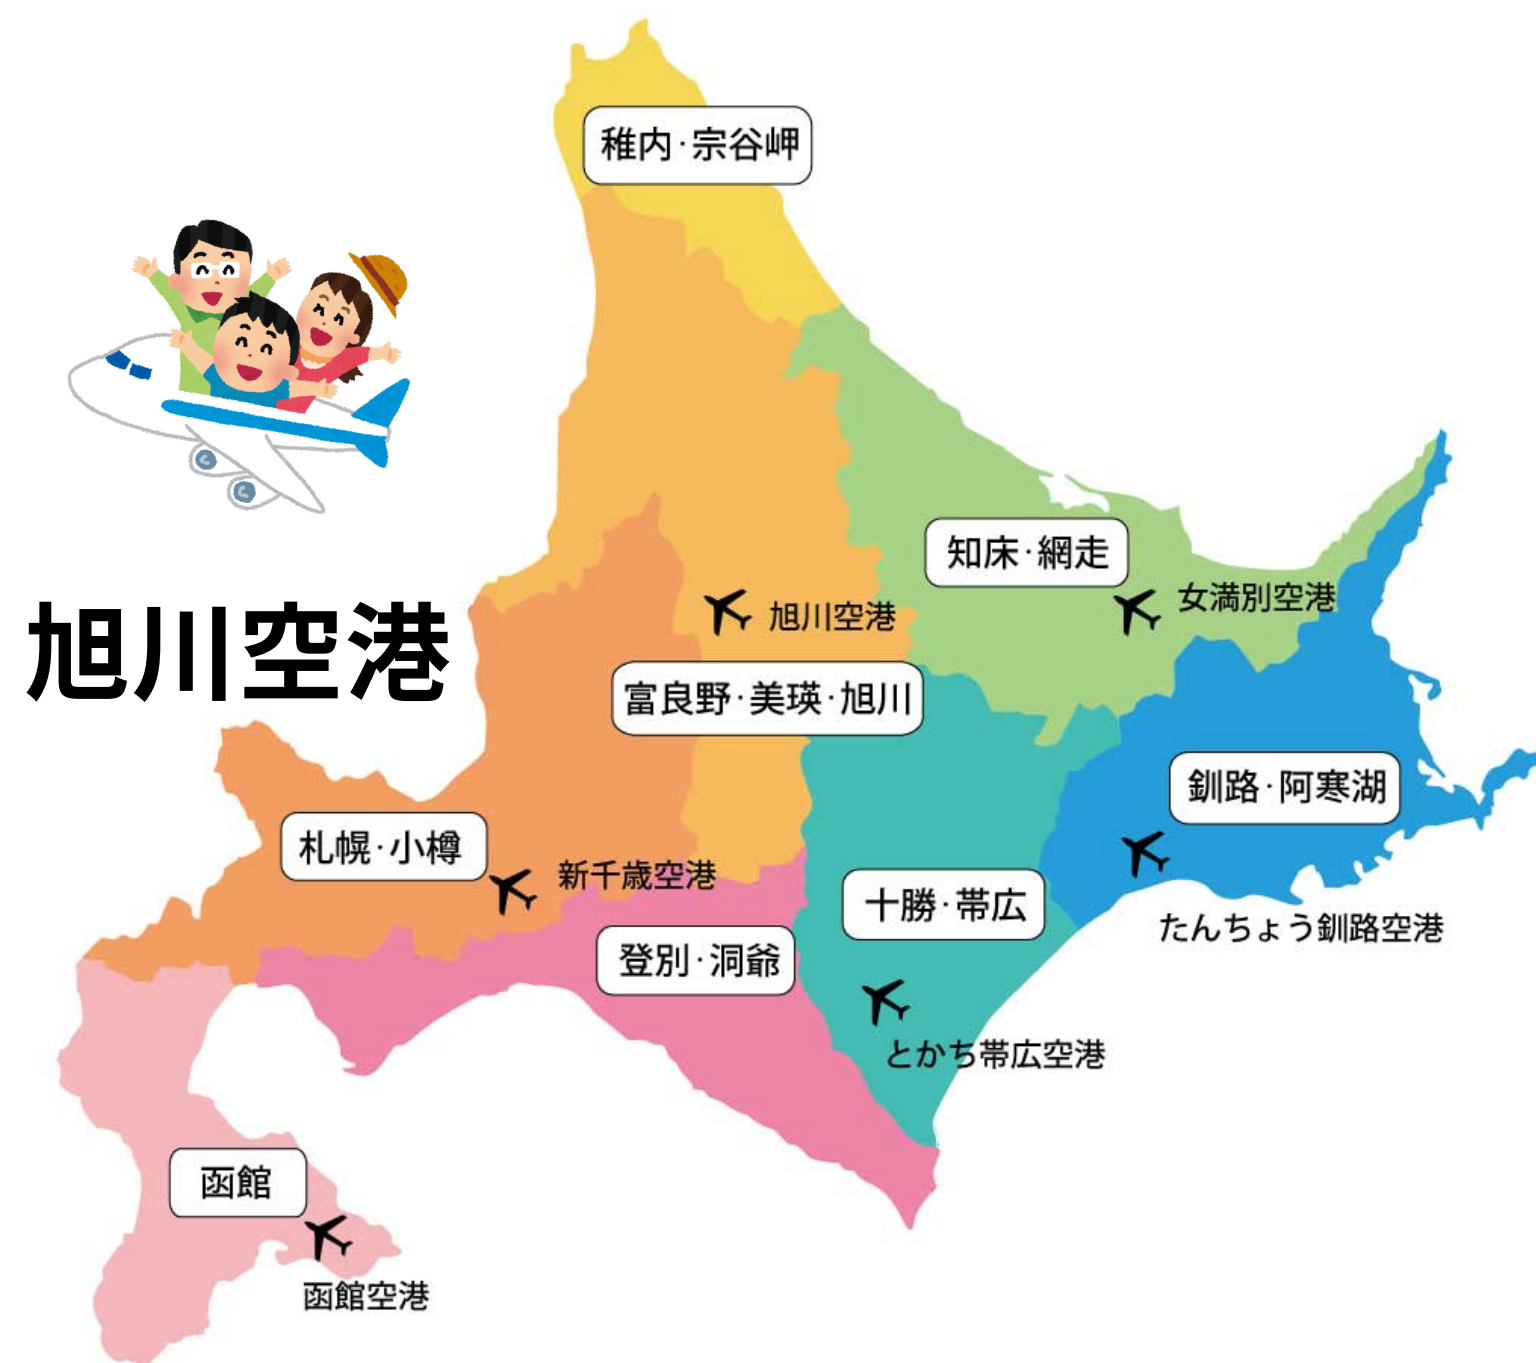 稚内·宗谷岬
知床·網走
女満別空港
旭川空港
旭川空港
富良野·美瑛·旭川
釧路·阿寒湖
札幌·小樽
新千歳空港
十勝·帯広
たんちょう釧路空港
登別·洞爺
とかち帯広空港
函館
函館空港